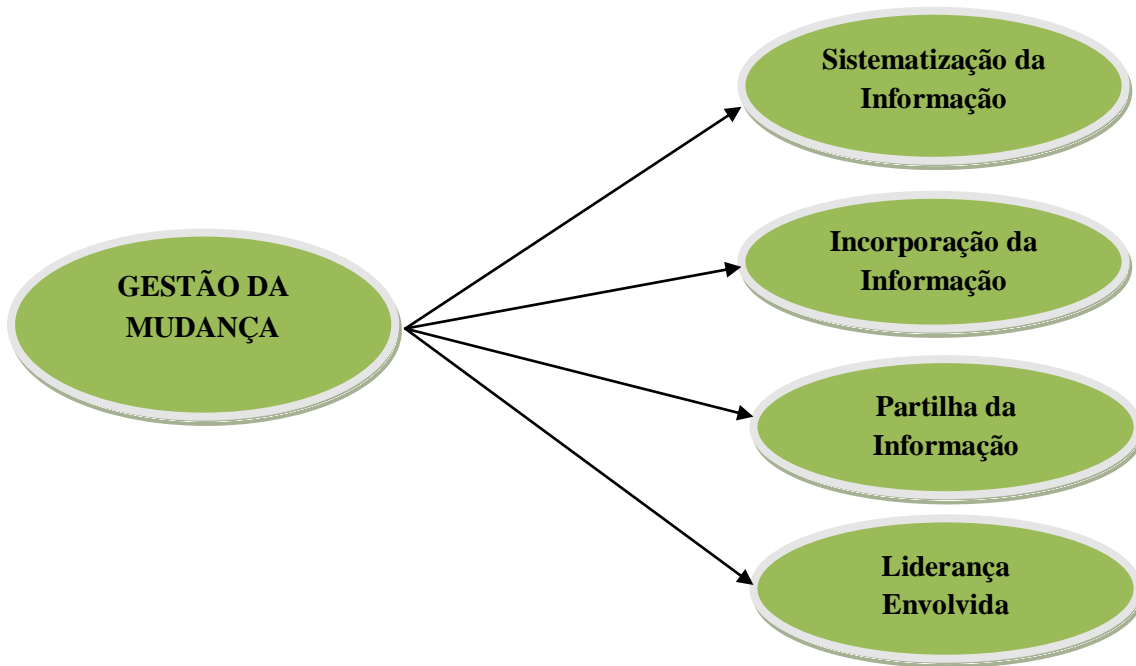 GESTÃO DA
MUDANÇA
Sistematização da
Informação
Incorporação da
Informação
Partilha da
Informação
Liderança
Envolvida